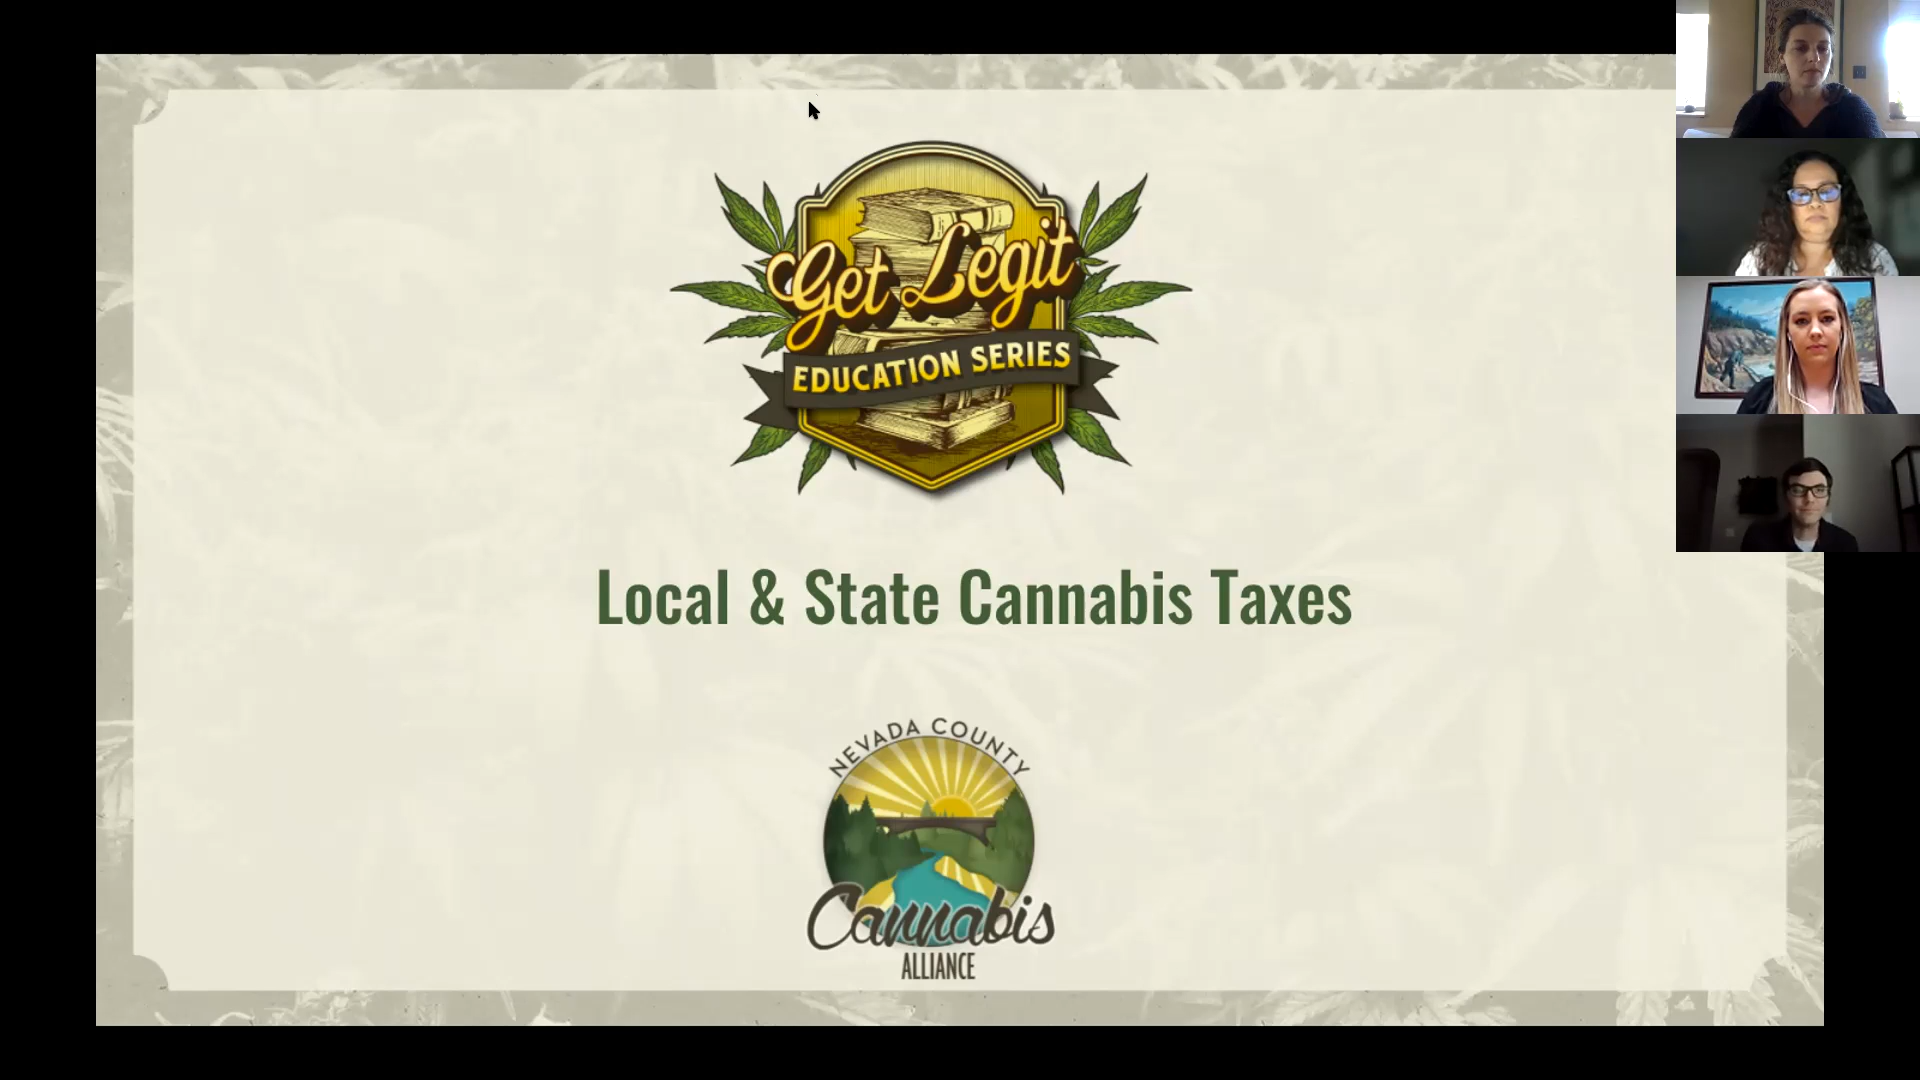 Get Legit
EDUCATION SERIES
Local & State Cannabis Taxes
NEVADA COUNTY
Cannabis
ALLIANCE